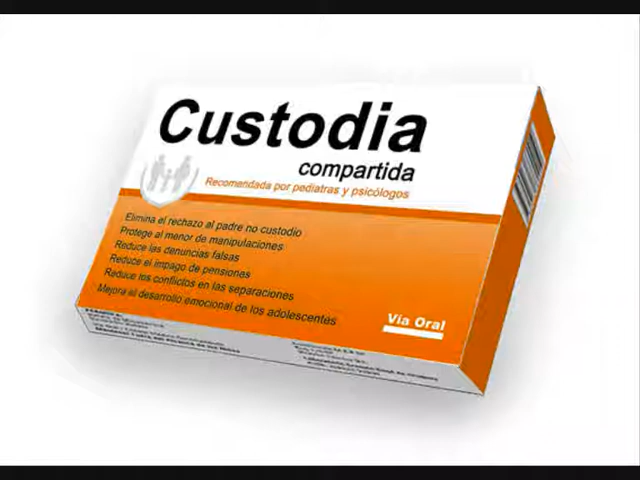 Custodia
compartida
Recomendada por pediatras y psicólogos
Elimina el rechazo al padre no custodio
Protege al menor de manipulaciones
Reduce las denuncias falsas
Reduce el impago de pensiones
Reduce los conflictos en las separaciones
Mejora el desarrollo emocional de los adolescentes
Via Oral